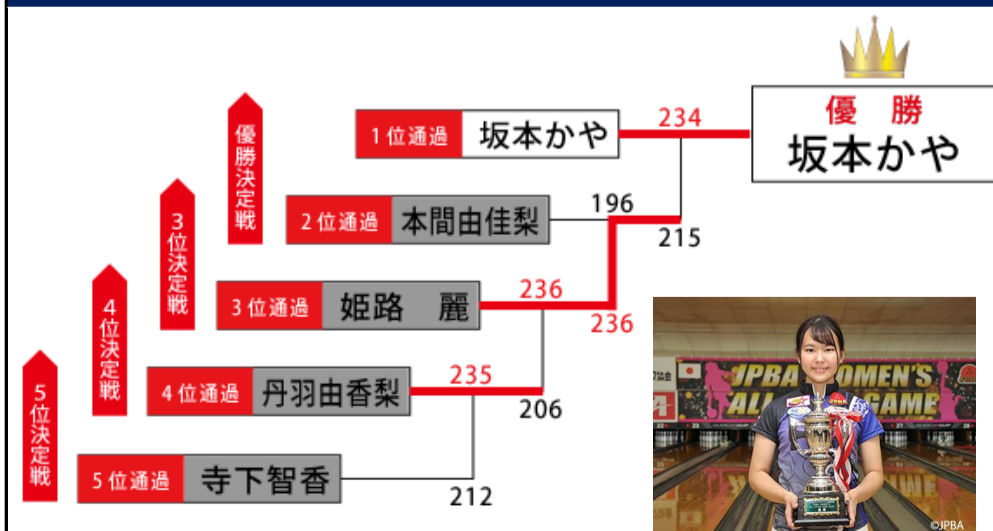 優 勝
坂本かや
優勝決定戦
1位通過 坂本かや 234
3位決定戦
2位通過 本間由佳梨 196
215
4位決定戦
3位通過 姫路 麗 236
236
5位決定戦
4位通過 丹羽由香梨 235
206
5位通過 寺下智香
212
JPBA WOMEN'S
ALL GAME
©JPBA